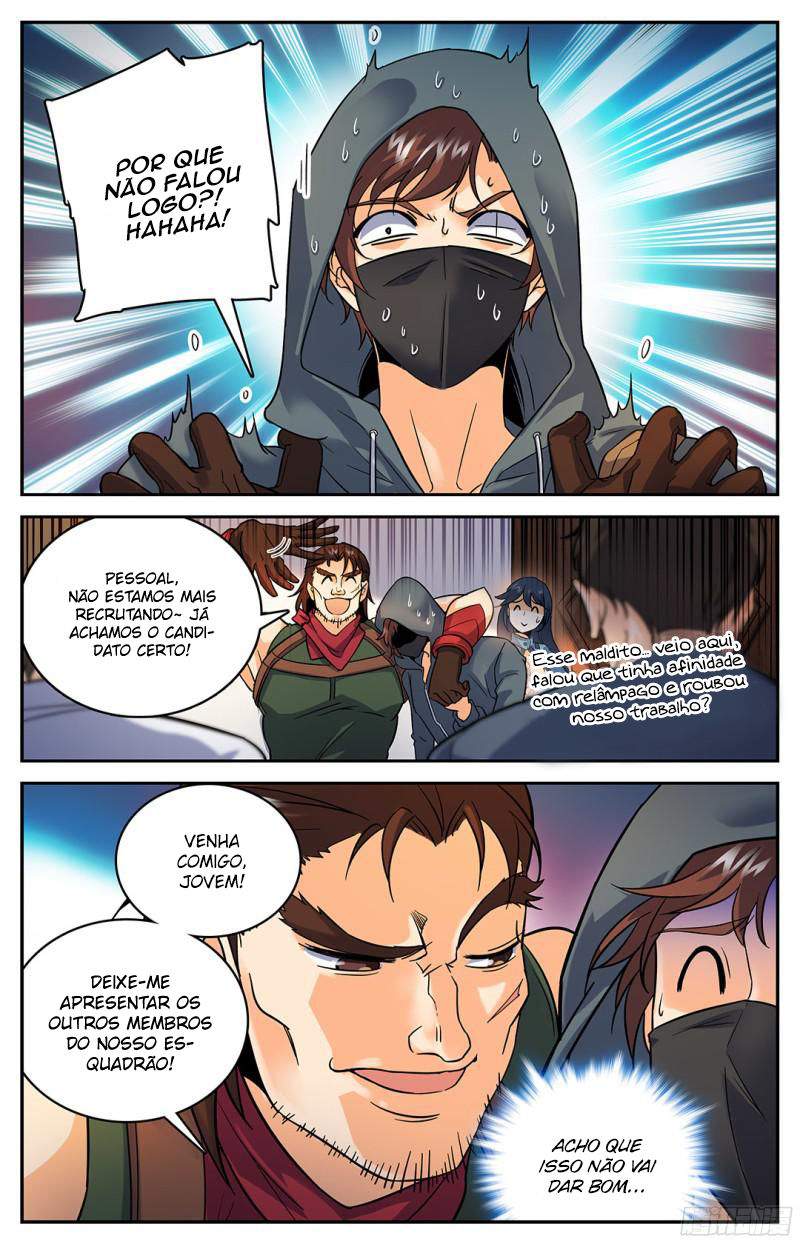 POR QUE
NÃO FALOU
LOGO?!
HAHAHA!
PESSOAL,
NÃO ESTAMOS MAIS
RECRUTANDO~ JÁ
ACHAMOS O CANDI-
DATO CERTO!
Esse maldito... veio aqui,
falou que tinha afinidade
com relâmpago e roubou
nosso trabalho?
VENHA
COMIGO,
JOVEM!
DEIXE-ME
APRESENTAR OS
OUTROS MEMBROS
DO NOSSO ES-
QUADRÃO!
ACHO QUE
ISSO NÃO VAI
DAR BOM...